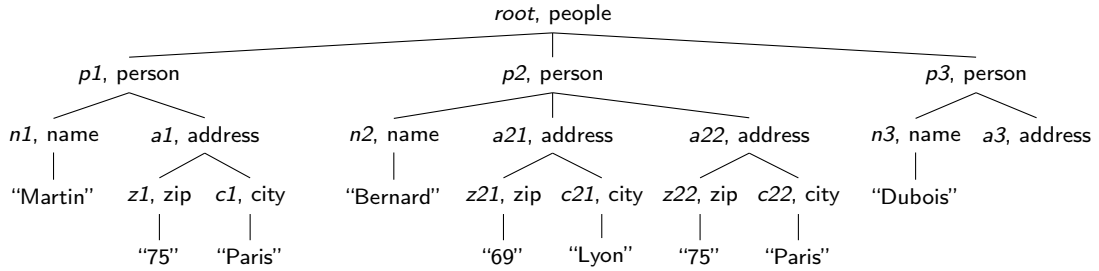 root, people
p1, person p2, person p3, person
n1, name a1, address n2, name a21, address a22, address n3, name a3, address
“Martin” z1, zip c1, city “Bernard” z21, zip c21, city z22, zip c22, city “Dubois”
“75” “Paris” “69” “Lyon” “75” “Paris”